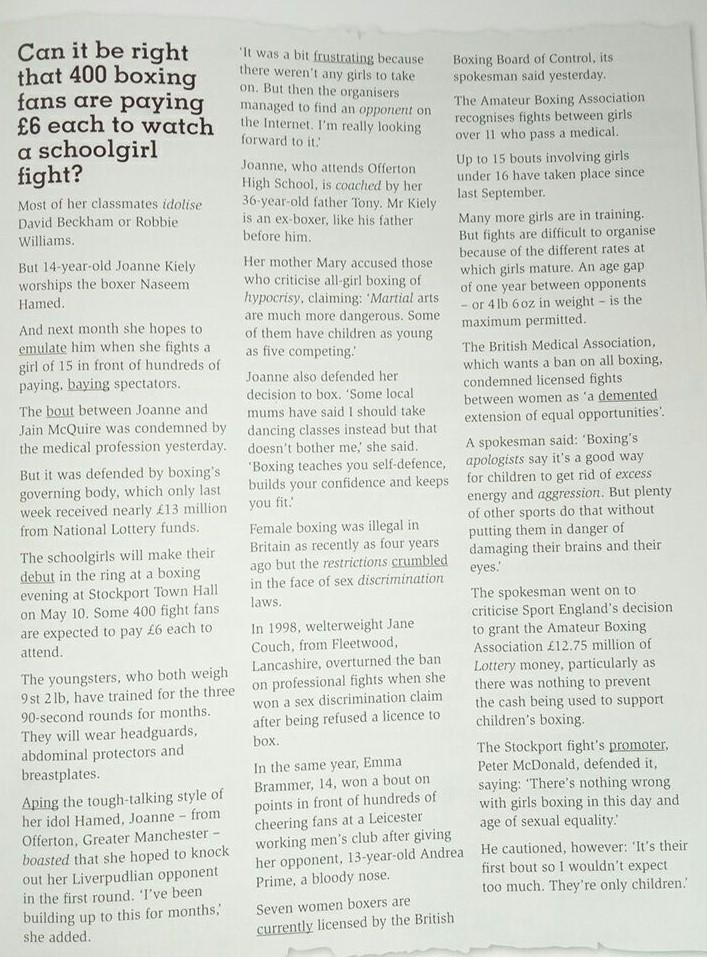 Can it be right
that 400 boxing
fans are paying
£6 each to watch
a schoolgirl
fight?
Most of her classmates idolise
David Beckham or Robbie
Williams.
But 14-year-old Joanne Kiely
worships the boxer Naseem
Hamed.
And next month she hopes to
emulate him when she fights a
girl of 15 in front of hundreds of
paying, baying spectators.
The bout between Joanne and
Jain McQuire was condemned by
the medical profession yesterday.
But it was defended by boxing's
governing body, which only last
week received nearly £13 million
from National Lottery funds.
The schoolgirls will make their
debut in the ring at a boxing
evening at Stockport Town Hall
on May 10. Some 400 fight fans
are expected to pay £6 each to
attend.
The youngsters, who both weigh
9 st 2 lb, have trained for the three
90-second rounds for months.
They will wear headguards,
abdominal protectors and
breastplates.
Aping the tough-talking style of
her idol Hamed, Joanne – from
Offerton, Greater Manchester –
boasted that she hoped to knock
out her Liverpudlian opponent
in the first round. 'I've been
building up to this for months,'
she added.
'It was a bit frustrating because
there weren't any girls to take
on. But then the organisers
managed to find an opponent on
the Internet. I'm really looking
forward to it.'
Joanne, who attends Offerton
High School, is coached by her
36-year-old father Tony. Mr Kiely
is an ex-boxer, like his father
before him.
Her mother Mary accused those
who criticise all-girl boxing of
hypocrisy, claiming: 'Martial arts
are much more dangerous. Some
of them have children as young
as five competing.'
Joanne also defended her
decision to box. 'Some local
mums have said I should take
dancing classes instead but that
doesn't bother me,' she said.
'Boxing teaches you self-defence,
builds your confidence and keeps
you fit.'
Female boxing was illegal in
Britain as recently as four years
ago but the restrictions crumbled
in the face of sex discrimination
laws.
In 1998, welterweight Jane
Couch, from Fleetwood,
Lancashire, overturned the ban
on professional fights when she
won a sex discrimination claim
after being refused a licence to
box.
In the same year, Emma
Brammer, 14, won a bout on
points in front of hundreds of
cheering fans at a Leicester
working men's club after giving
her opponent, 13-year-old Andrea
Prime, a bloody nose.
Seven women boxers are
currently licensed by the British
Boxing Board of Control, its
spokesman said yesterday.
The Amateur Boxing Association
recognises fights between girls
over 11 who pass a medical.
Up to 15 bouts involving girls
under 16 have taken place since
last September.
Many more girls are in training.
But fights are difficult to organise
because of the different rates at
which girls mature. An age gap
of one year between opponents
– or 4 lb 6 oz in weight – is the
maximum permitted.
The British Medical Association,
which wants a ban on all boxing,
condemned licensed fights
between women as 'a demented
extension of equal opportunities'.
A spokesman said: 'Boxing's
apologists say it's a good way
for children to get rid of excess
energy and aggression. But plenty
of other sports do that without
putting them in danger of
damaging their brains and their
eyes.'
The spokesman went on to
criticise Sport England's decision
to grant the Amateur Boxing
Association £12.75 million of
Lottery money, particularly as
there was nothing to prevent
the cash being used to support
children's boxing.
The Stockport fight's promoter,
Peter McDonald, defended it,
saying: 'There's nothing wrong
with girls boxing in this day and
age of sexual equality.'
He cautioned, however: 'It's their
first bout so I wouldn't expect
too much. They're only children.'